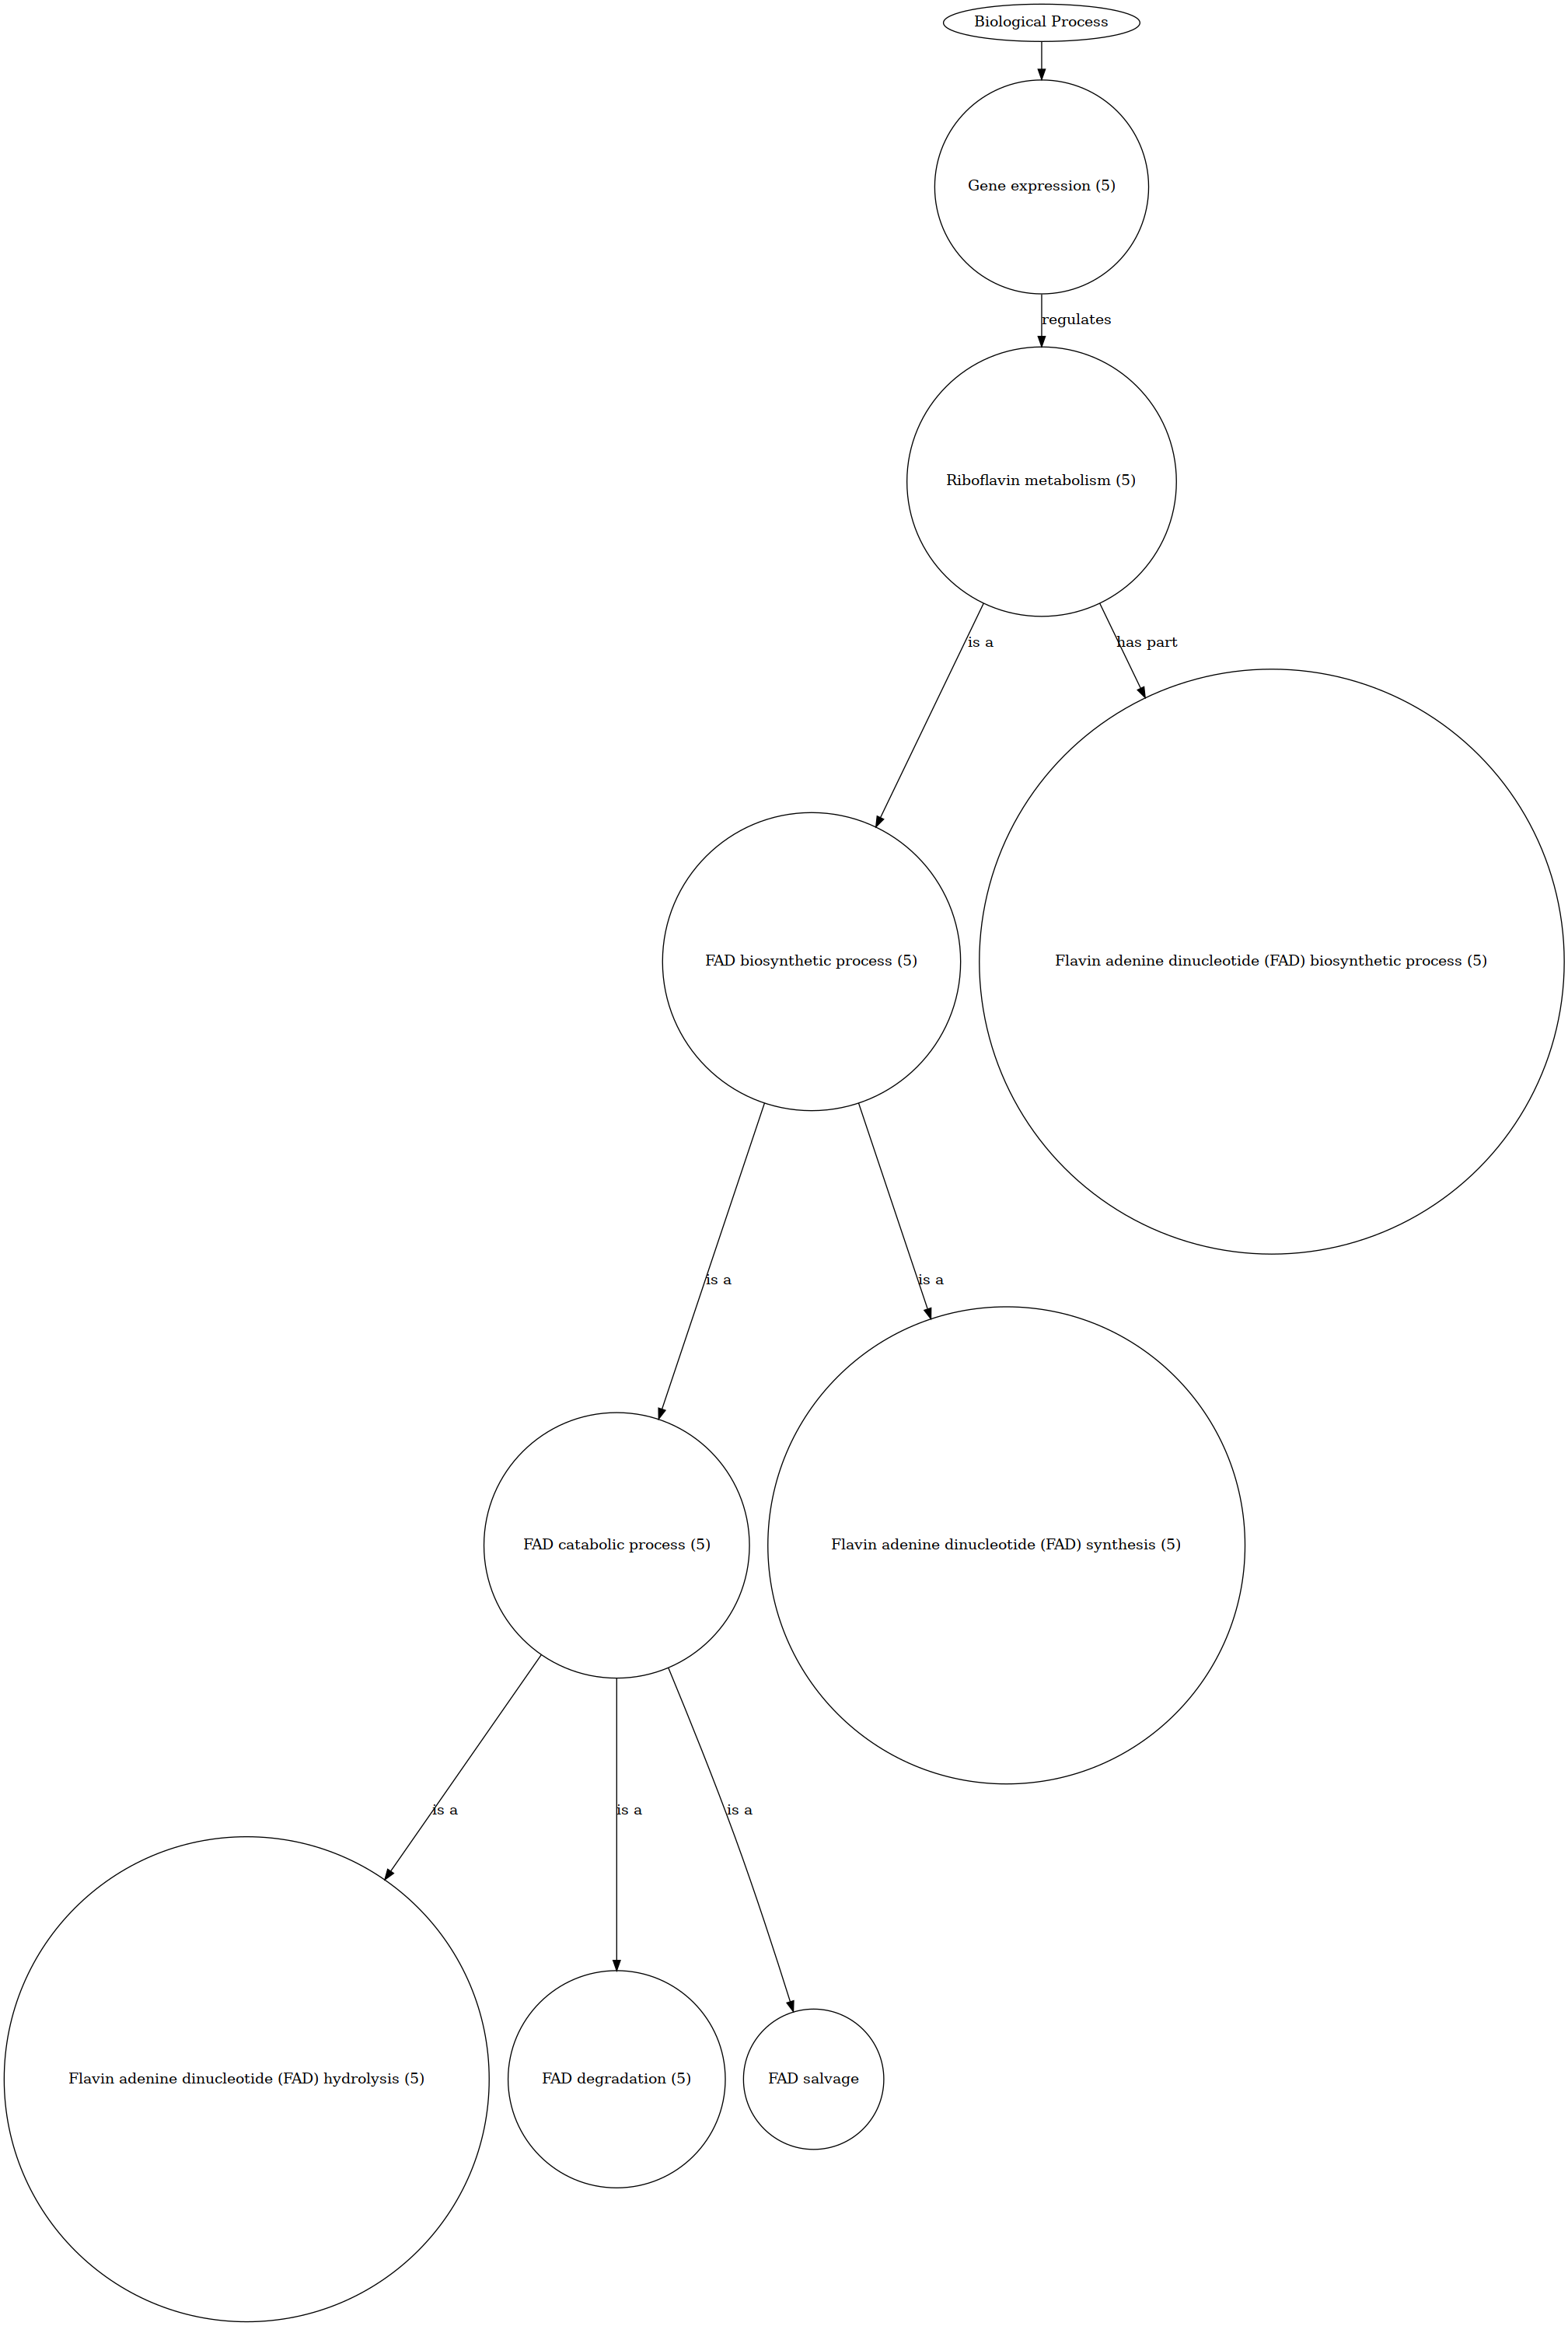 Biological Process
Gene expression (5)
regulates
Riboflavin metabolism (5)
is a
has part
FAD biosynthetic process (5)
Flavin adenine dinucleotide (FAD) biosynthetic process (5)
is a
is a
FAD catabolic process (5)
Flavin adenine dinucleotide (FAD) synthesis (5)
is a
is a
is a
Flavin adenine dinucleotide (FAD) hydrolysis (5)
FAD degradation (5)
FAD salvage